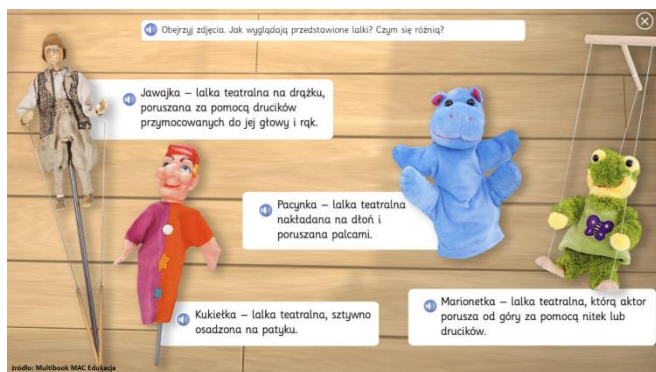 Obejrzyj zdjęcia. Jak wyglądają przedstawione lalki? Czym się różnią?
Jawajka – lalka teatralna na drążku,
poruszana za pomocą drucików
przymocowanych do jej głowy i rąk.
Pacynka – lalka teatralna
nakładana na dłoń i
poruszana palcami.
Kukiełka – lalka teatralna, sztywno
osadzona na patyku.
Marionetka – lalka teatralna, którą aktor
porusza od góry za pomocą nitek lub
drucików.
źródło: Multibook MAC Edukacja